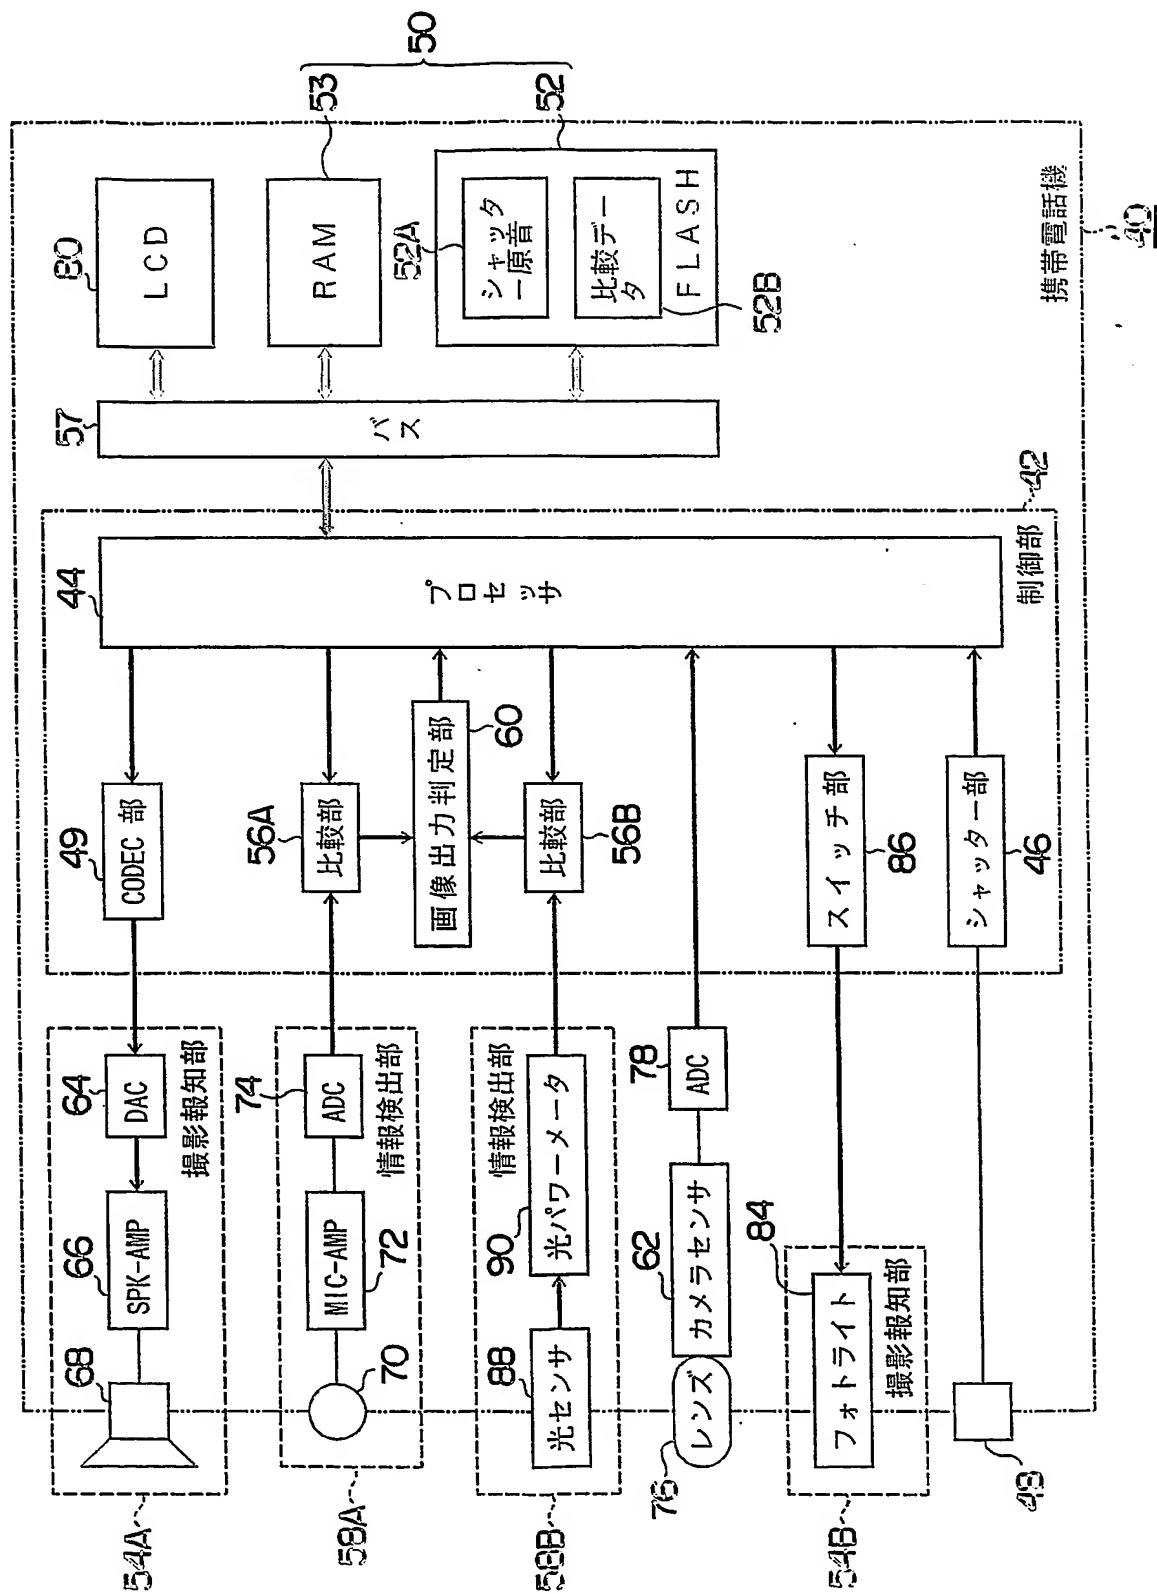 54A
68
66
SPK-AMP
64
DAC
撮影報知部
49
CODEC部
44
プロセッサ
57
バス
80
LCD
58A
70
MIC-AMP
72
74
ADC
情報検出部
56A
比較部
RAM
53
50
画像出力判定部
60
58B
88
光センサ
90
光パワーメータ
情報検出部
比較部
56B
52A
シャッタ
ー原音
比較デー
タ
52B
FLASH
52
76
レンズ
62
カメラセンサ
78
ADC
54B
84
フォトライト
撮影報知部
スイッチ部
86
48
シャッター部
46
制御部
42
携帯電話機
40